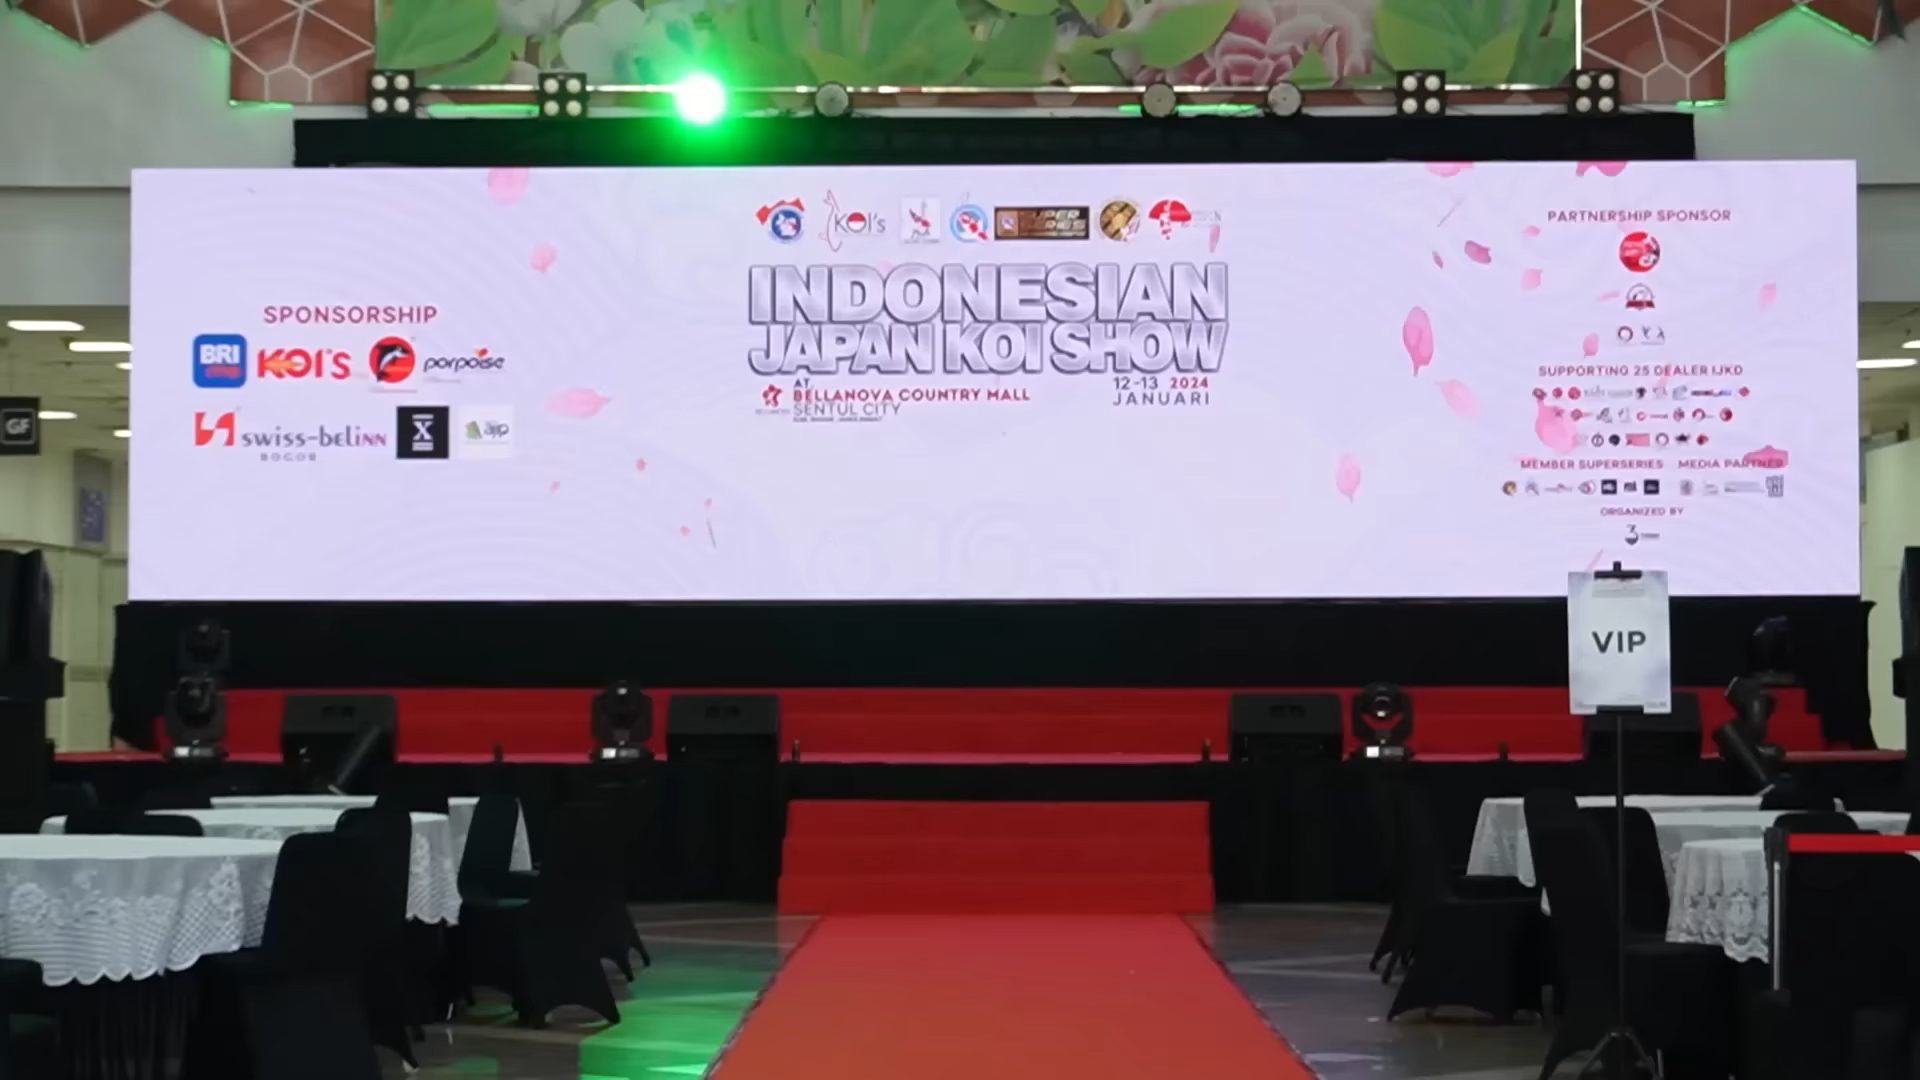 KOI's
INDONESIAN
JAPAN KOI SHOW
AT.
BELLANOVA COUNTRY MALL
SENTUL CITY
12-13 2024
JANUARI
SPONSORSHIP
BRI
KOI'S
porpoise
swiss-belinn
BOGOR
X
PARTNERSHIP SPONSOR
SUPPORTING 25 DEALER IJKD
MEMBER SUPERSERIES
MEDIA PARTNER
ORGANIZED BY
3
VIP
GF